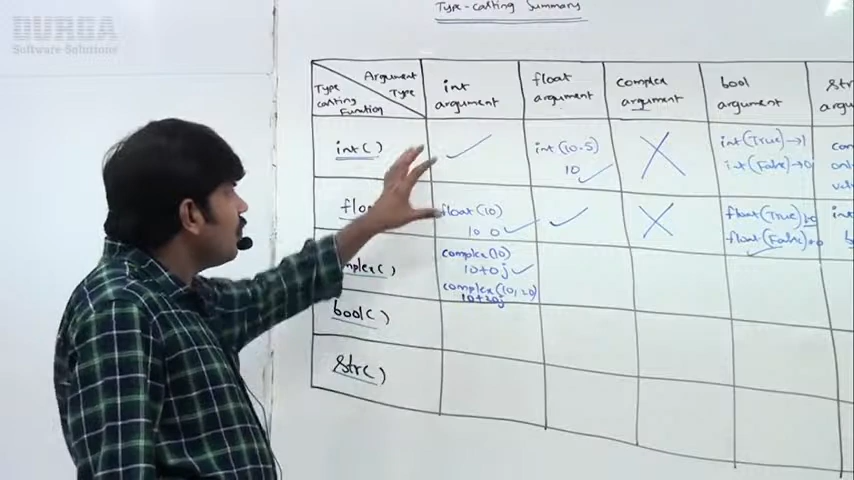 DURGA
Software Solutions
Type-casting Summary
Argument
Type
Type
casting
Function
int
argument
float
argument
complex
argument
bool
argument
int( )
int(10.5)
10
int(True)→1
int(False)→0
float(10)
10.0
float(True)
float(False)
complex(10)
10+0j
complex(10,20)
10+20j
bool( )
str( )